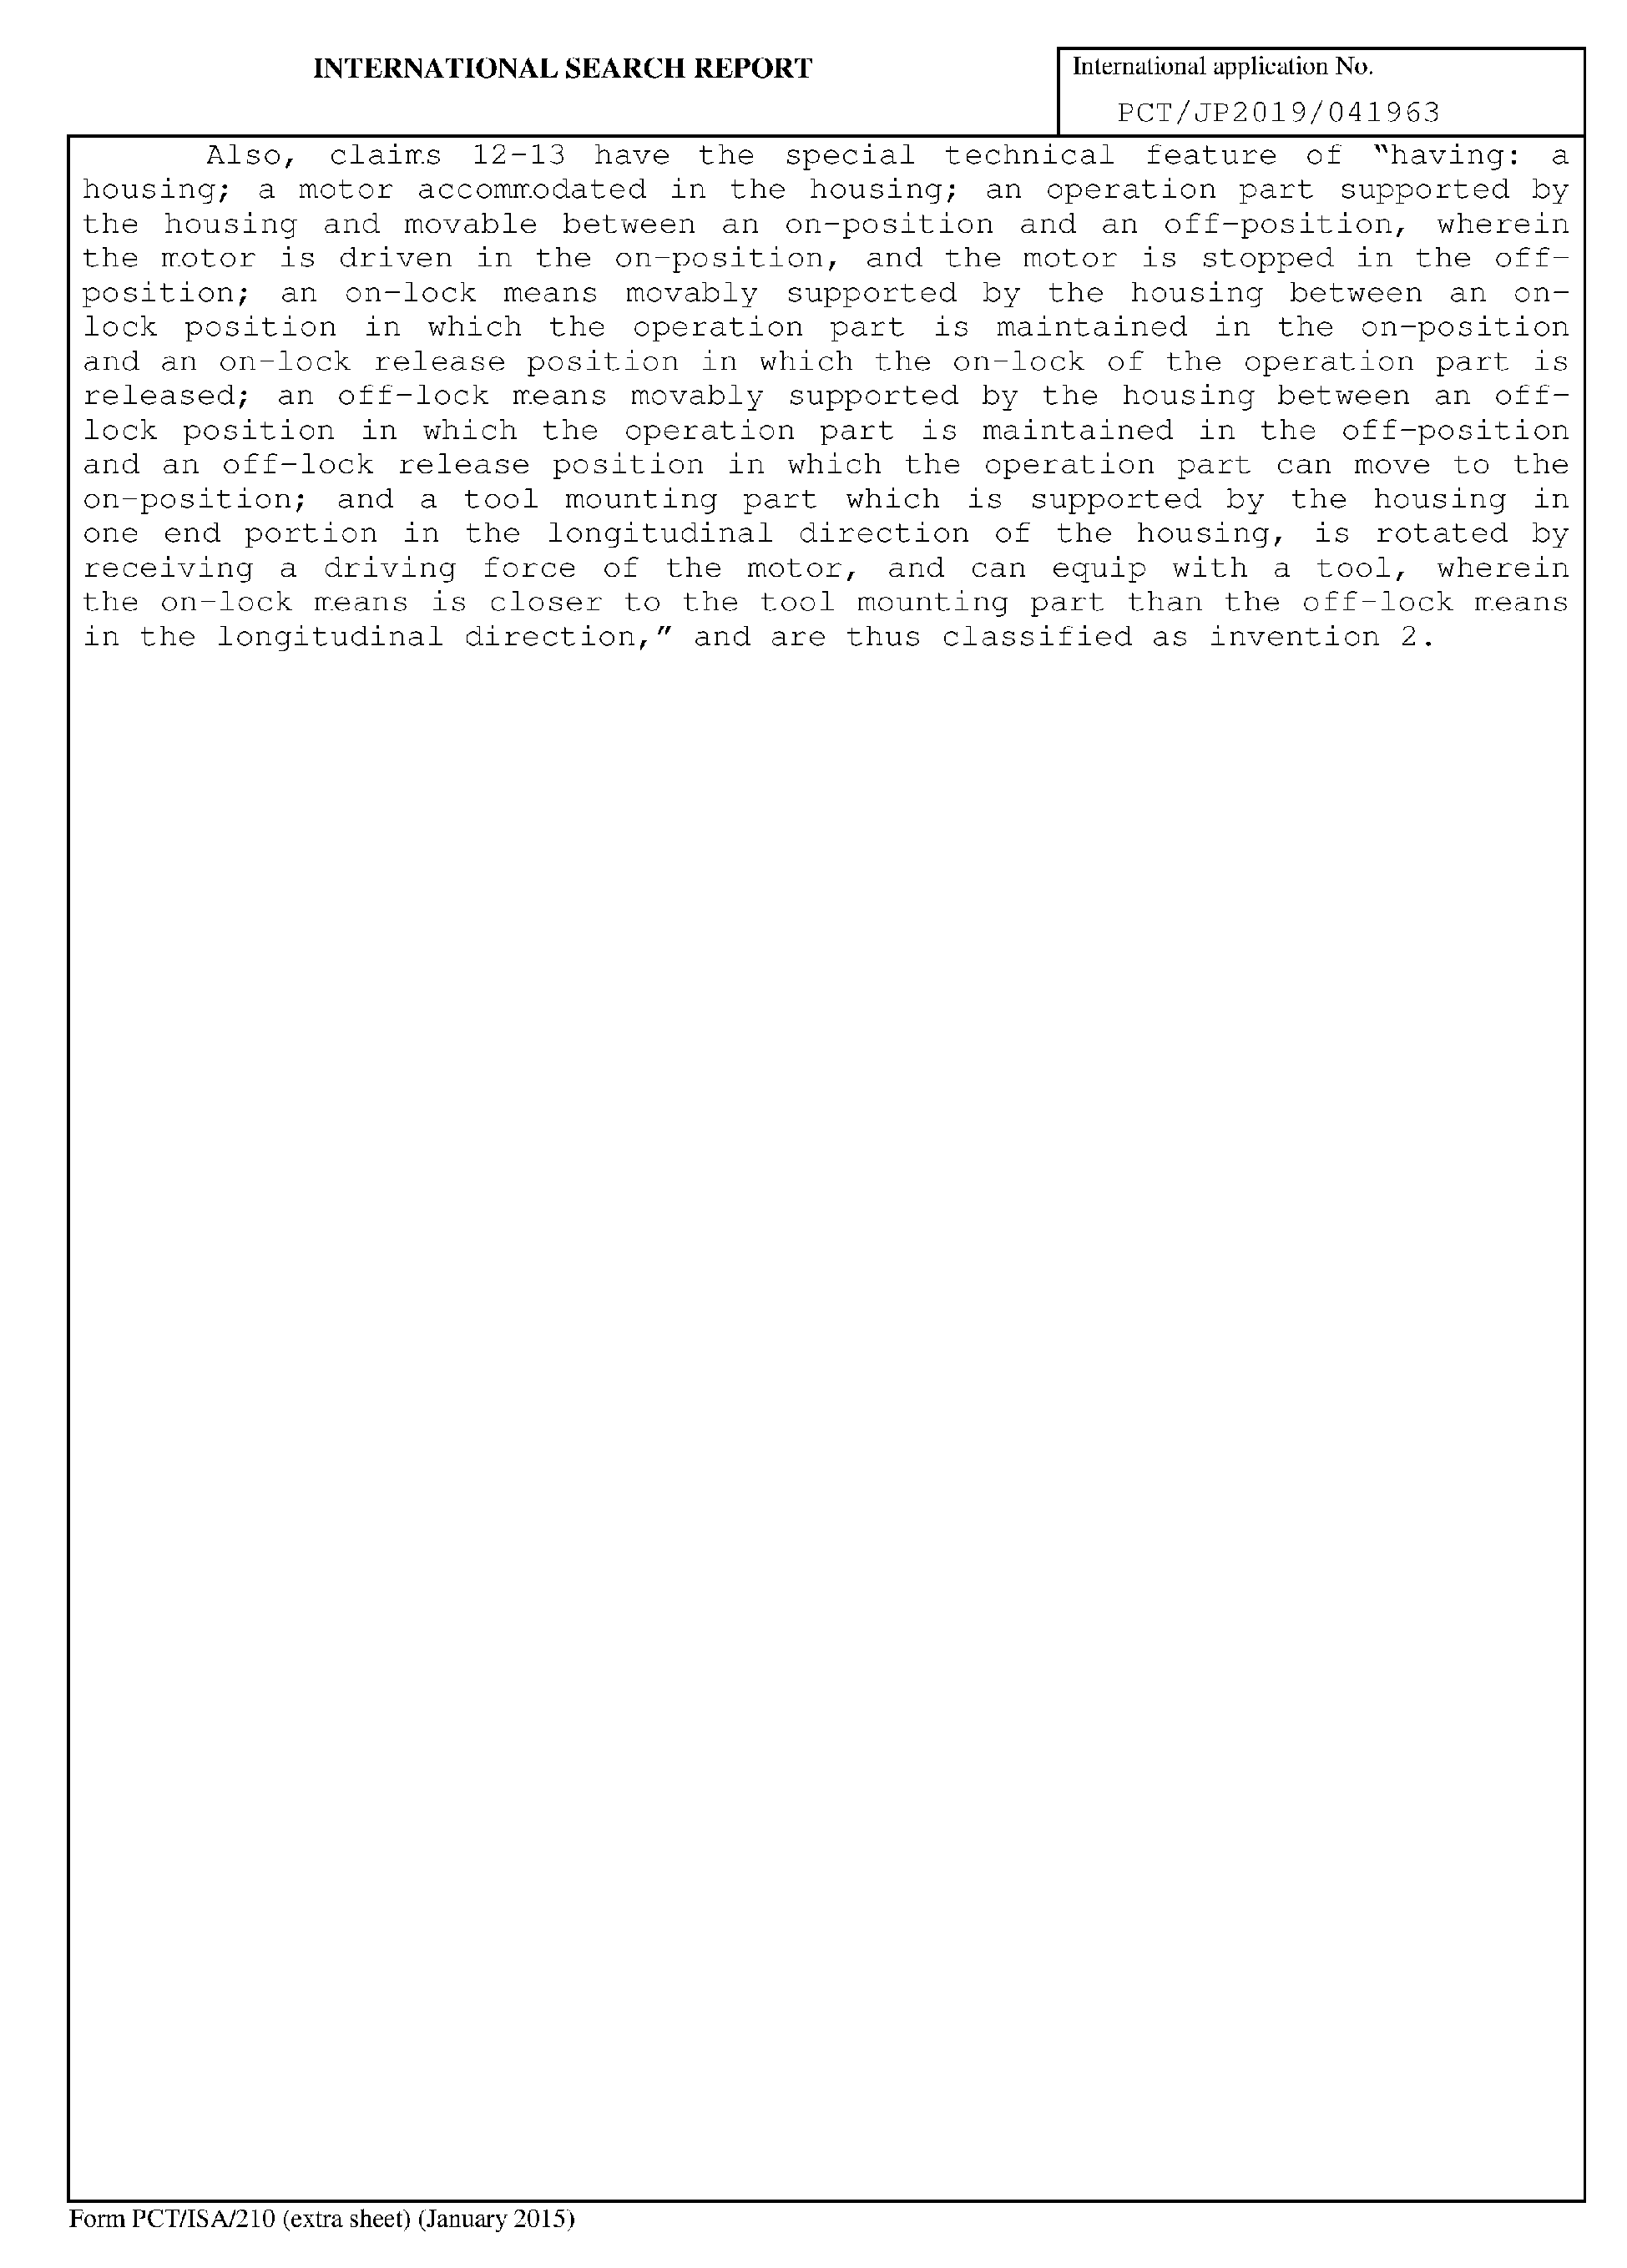 INTERNATIONAL SEARCH REPORT
International application No.
PCT/JP2019/041963
Also, claims 12-13 have the special technical feature of "having: a
housing; a motor accommodated in the housing; an operation part supported by
the housing and movable between an on-position and an off-position, wherein
the motor is driven in the on-position, and the motor is stopped in the off-
position; an on-lock means movably supported by the housing between an on-
lock position in which the operation part is maintained in the on-position
and an on-lock release position in which the on-lock of the operation part is
released; an off-lock means movably supported by the housing between an off-
lock position in which the operation part is maintained in the off-position
and an off-lock release position in which the operation part can move to the
on-position; and a tool mounting part which is supported by the housing in
one end portion in the longitudinal direction of the housing, is rotated by
receiving a driving force of the motor, and can equip with a tool, wherein
the on-lock means is closer to the tool mounting part than the off-lock means
in the longitudinal direction," and are thus classified as invention 2.
Form PCT/ISA/210 (extra sheet) (January 2015)